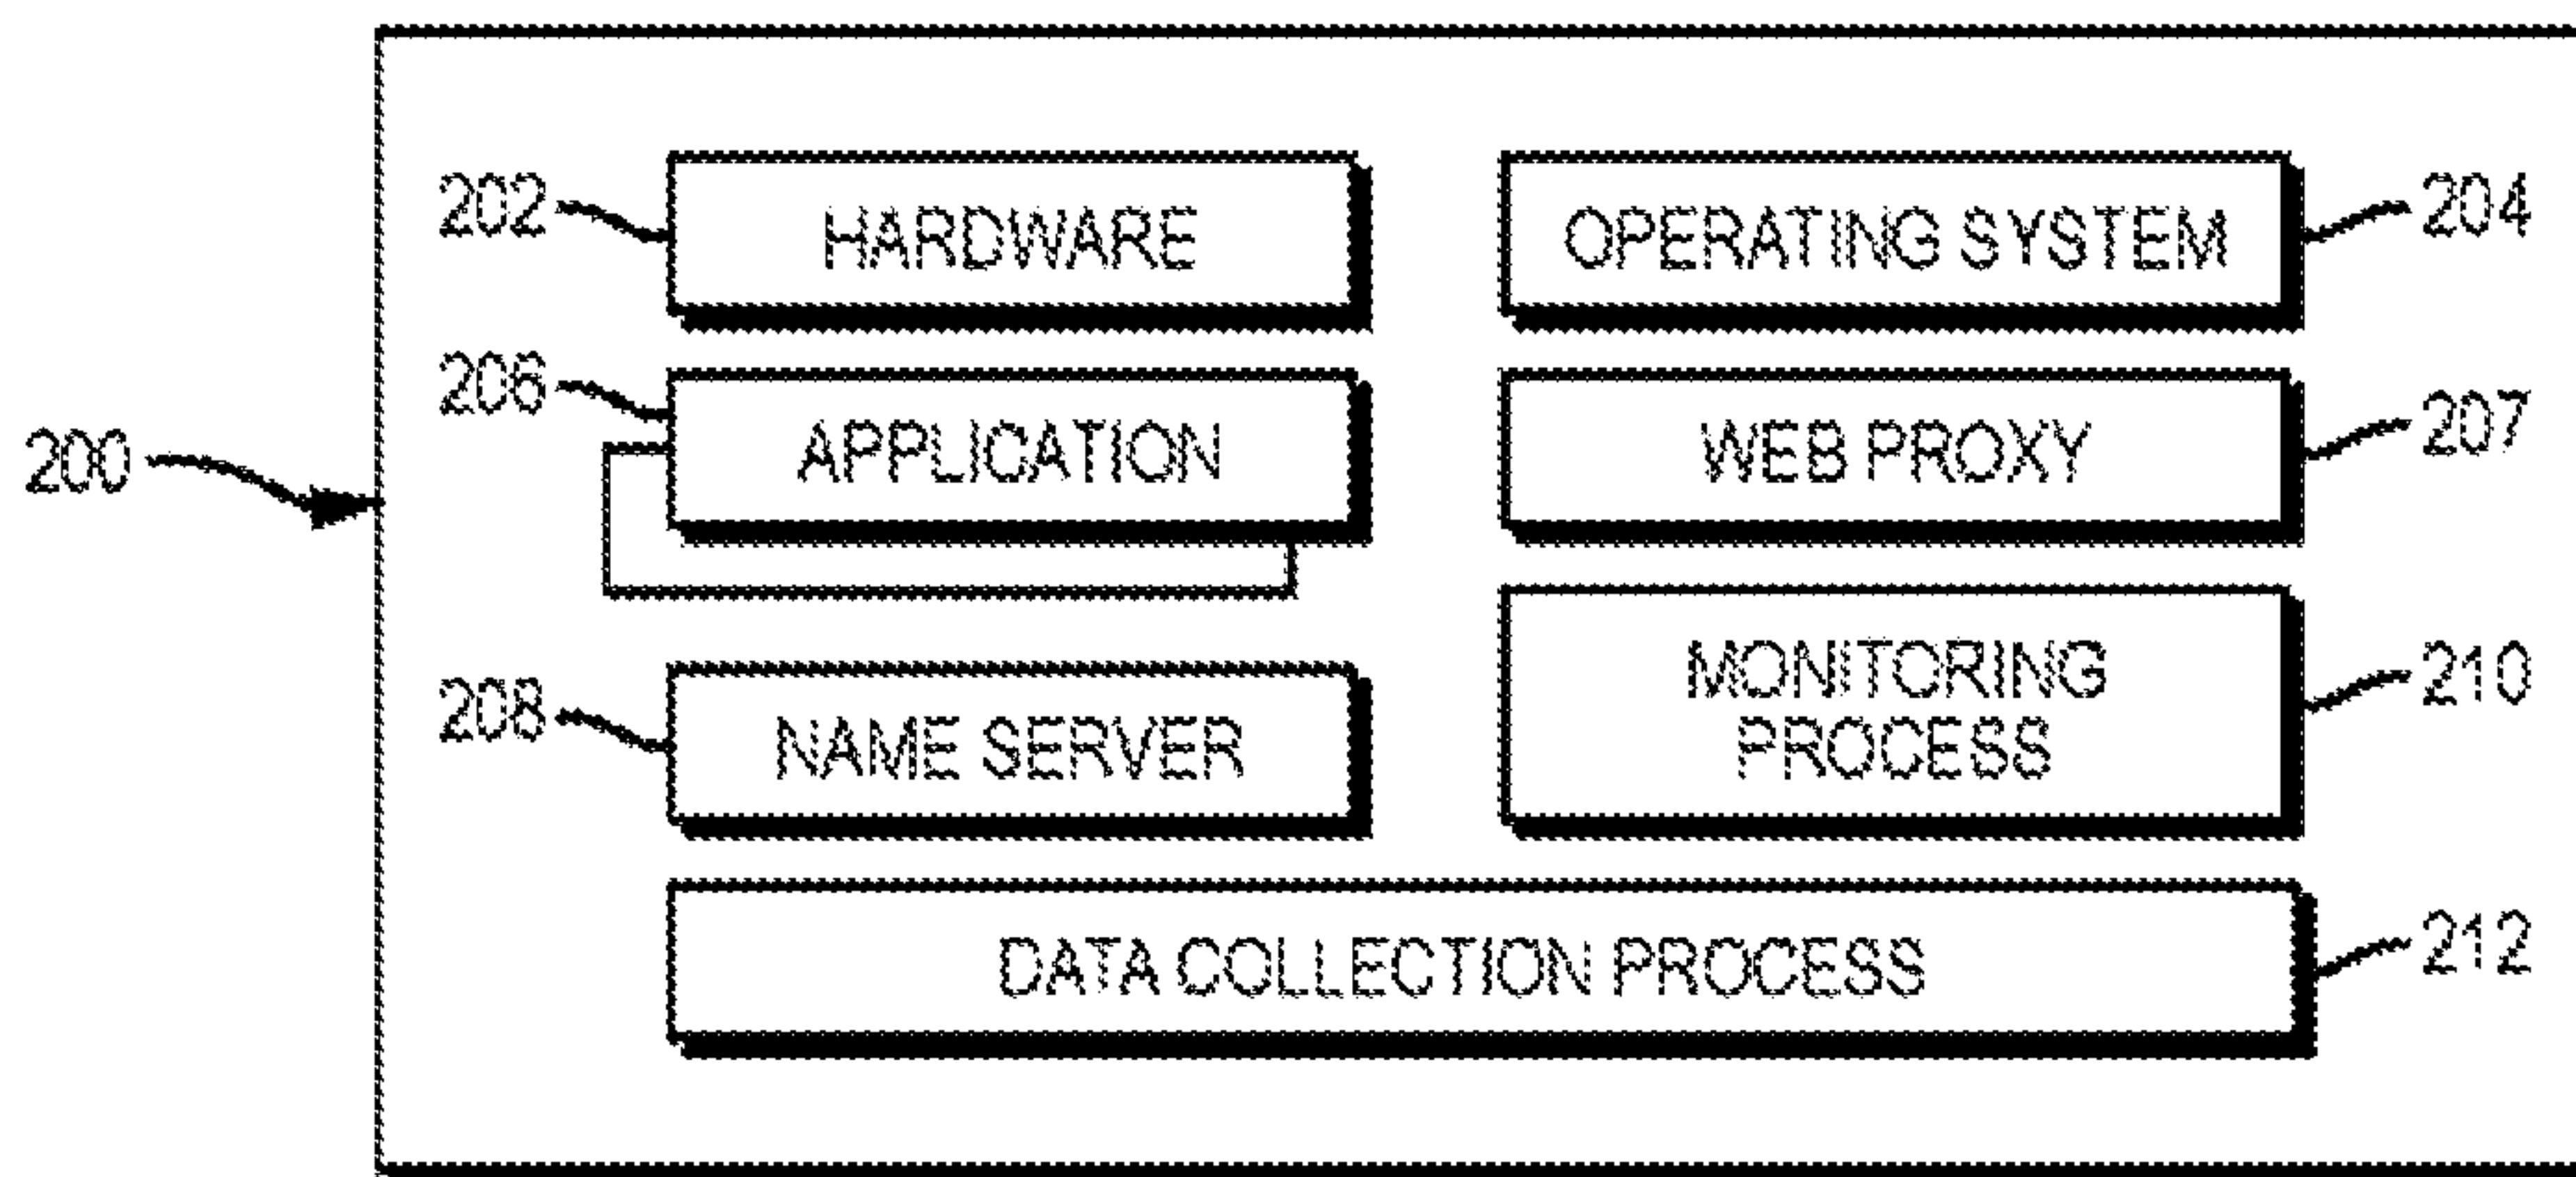 202 HARDWARE OPERATING SYSTEM 204
206 APPLICATION WEB PROXY 207
200
208 NAME SERVER MONITORING
PROCESS 210
DATA COLLECTION PROCESS 212